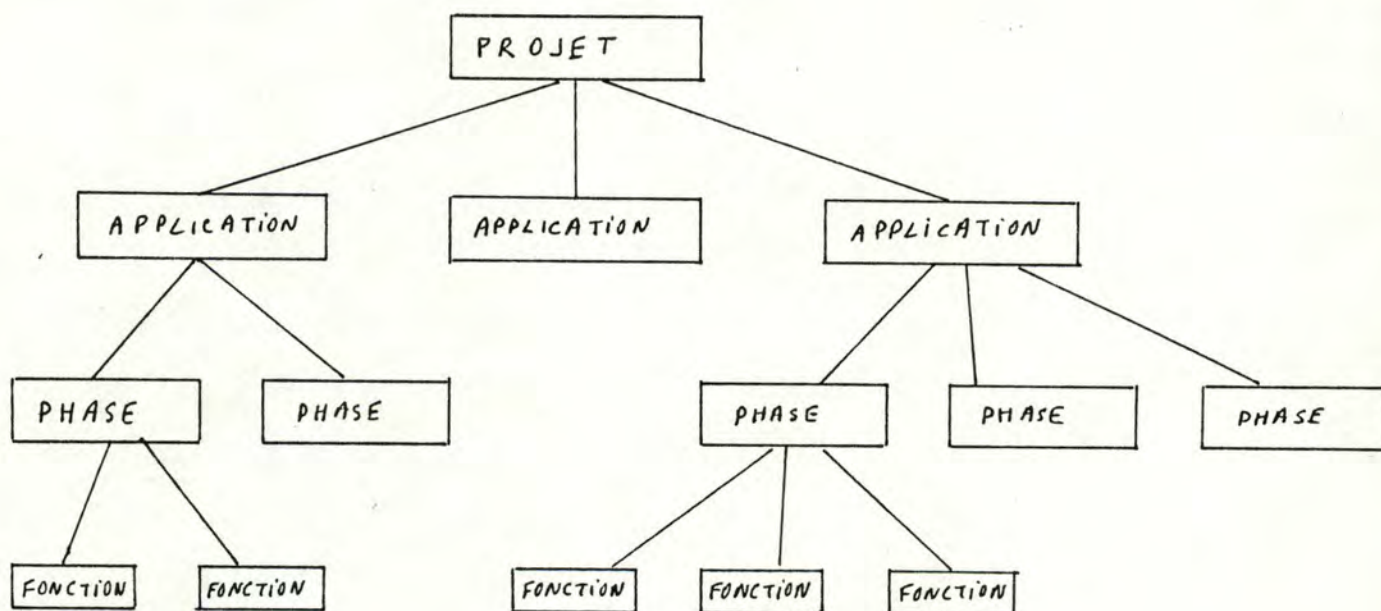 PROJET
APPLICATION
APPLICATION
APPLICATION
PHASE
PHASE
PHASE
PHASE
PHASE
FONCTION
FONCTION
FONCTION
FONCTION
FONCTION